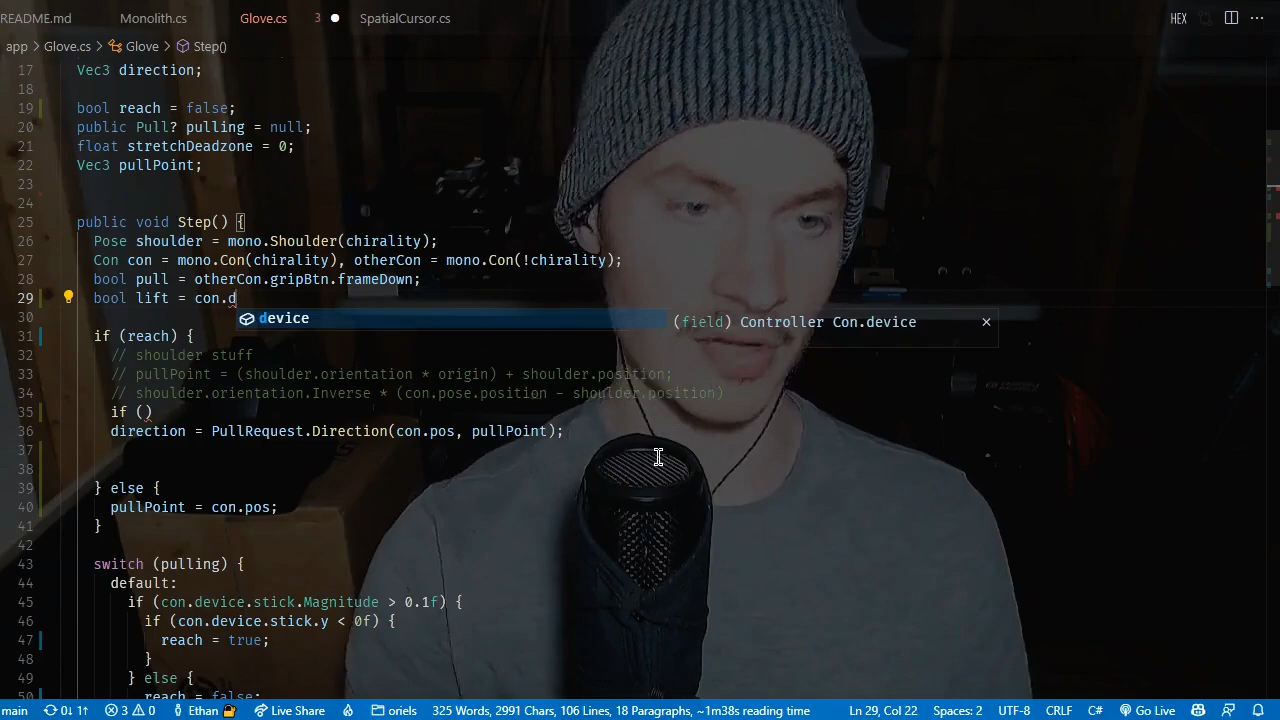 README.md Monolith.cs Glove.cs 3 SpatialCursor.cs HEX
app > Glove.cs > Glove > Step()
17 Vec3 direction;
18
19 bool reach = false;
20 public Pull? pulling = null;
21 float stretchDeadzone = 0;
22 Vec3 pullPoint;
23
24
25 public void Step() {
26 Pose shoulder = mono.Shoulder(chirality);
27 Con con = mono.Con(chirality), otherCon = mono.Con(!chirality);
28 bool pull = otherCon.gripBtn.frameDown;
29 bool lift = con.d
device (field) Controller Con.device
30
31 if (reach) {
32 // shoulder stuff
33 // pullPoint = (shoulder.orientation * origin) + shoulder.position;
34 // shoulder.orientation.Inverse * (con.pose.position - shoulder.position)
35 if ()
36 direction = PullRequest.Direction(con.pos, pullPoint);
37
38
39 } else {
40 pullPoint = con.pos;
41 }
42
43 switch (pulling) {
44 default:
45 if (con.device.stick.Magnitude > 0.1f) {
46 if (con.device.stick.y < 0f) {
47 reach = true;
48 }
49 } else {
50 reach = false;
main 0↓ 1↑ 3 0 Ethan Live Share oriels 325 Words, 2991 Chars, 106 Lines, 18 Paragraphs, ~1m38s reading time Ln 29, Col 22 Spaces: 2 UTF-8 CRLF C# Go Live